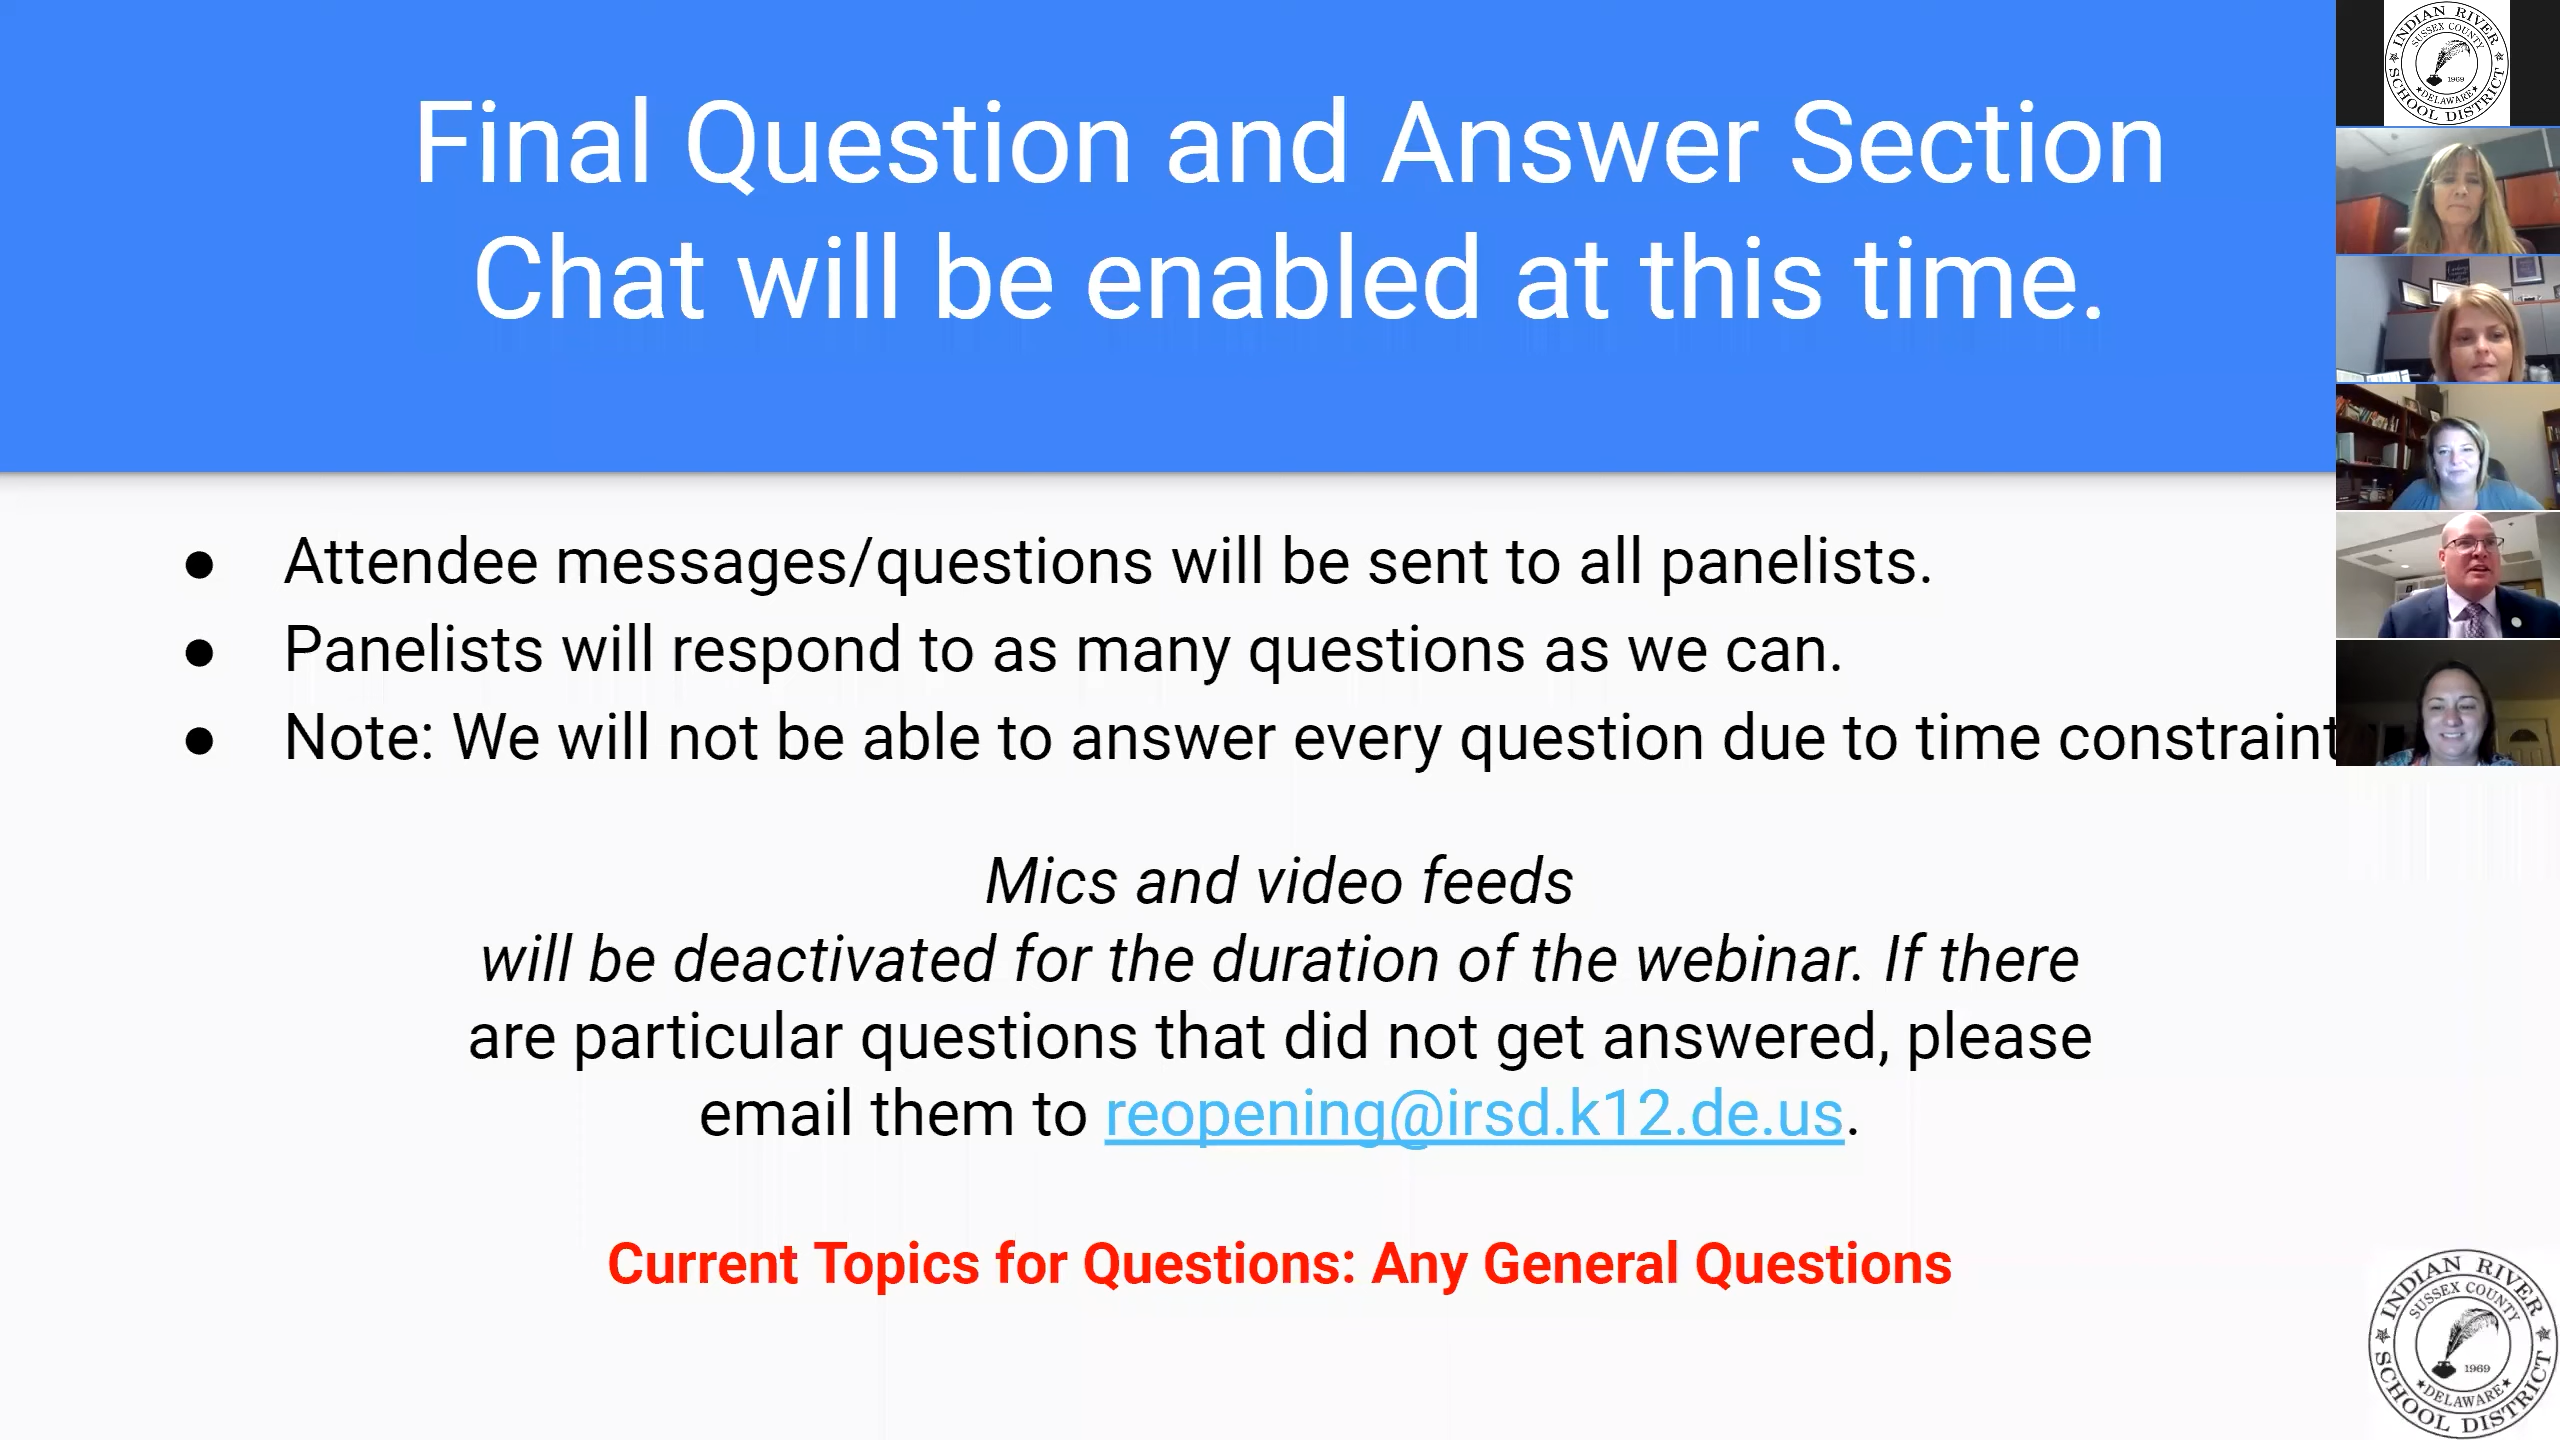 Final Question and Answer Section
Chat will be enabled at this time.
● Attendee messages/questions will be sent to all panelists.
● Panelists will respond to as many questions as we can.
● Note: We will not be able to answer every question due to time constraint
Mics and video feeds
will be deactivated for the duration of the webinar. If there
are particular questions that did not get answered, please
email them to reopening@irsd.k12.de.us.
Current Topics for Questions: Any General Questions
INDIAN RIVER SCHOOL DISTRICT
SUSSEX COUNTY
1969
DELAWARE
INDIAN RIVER SCHOOL DISTRICT
SUSSEX COUNTY
1969
DELAWARE